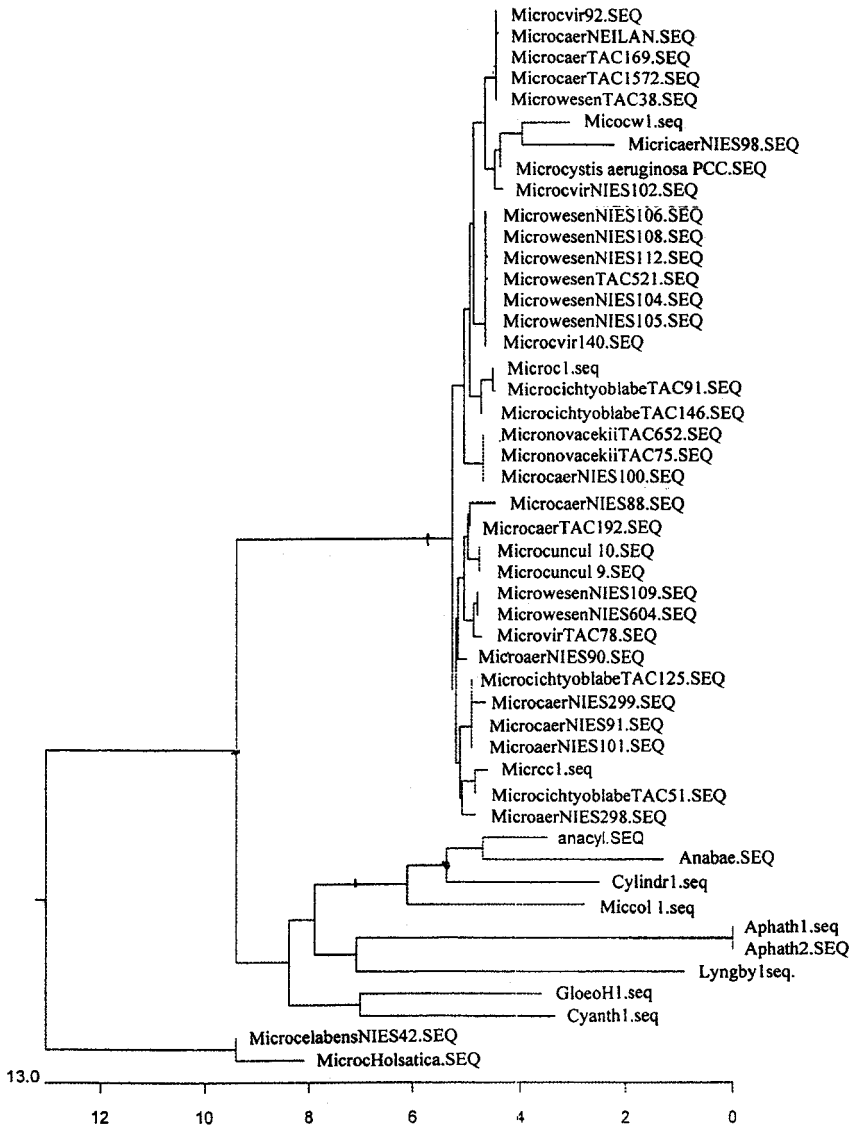 Microcvir92.SEQ
MicrocaerNEILAN.SEQ
MicrocaerTAC169.SEQ
MicrocaerTAC1572.SEQ
MicrowesenTAC38.SEQ
Micocw1.seq
MicricaerNIES98.SEQ
Microcystis aeruginosa PCC.SEQ
MicrocvirNIES102.SEQ
MicrowesenNIES106.SEQ
MicrowesenNIES108.SEQ
MicrowesenNIES112.SEQ
MicrowesenTAC521.SEQ
MicrowesenNIES104.SEQ
MicrowesenNIES105.SEQ
Microcvir140.SEQ
Microc1.seq
MicrocichtyoblabeTAC91.SEQ
MicrocichtyoblabeTAC146.SEQ
MicronovacekiiTAC652.SEQ
MicronovacekiiTAC75.SEQ
MicrocaerNIES100.SEQ
MicrocaerNIES88.SEQ
MicrocaerTAC192.SEQ
Microcuncul 10.SEQ
Microcuncul 9.SEQ
MicrowesenNIES109.SEQ
MicrowesenNIES604.SEQ
MicrovirTAC78.SEQ
MicroaerNIES90.SEQ
MicrocichtyoblabeTAC125.SEQ
MicrocaerNIES299.SEQ
MicrocaerNIES91.SEQ
MicroaerNIES101.SEQ
Micrcc1.seq
MicrocichtyoblabeTAC51.SEQ
MicroaerNIES298.SEQ
anacyl.SEQ
Anabae.SEQ
Cylindr1.seq
Miccol 1.seq
Aphath1.seq
Aphath2.SEQ
Lyngby1seq.
GloeoH1.seq
Cyanth1.seq
MicrocelabensNIES42.SEQ
MicrocHolsatica.SEQ
13.0
12 10 8 6 4 2 0